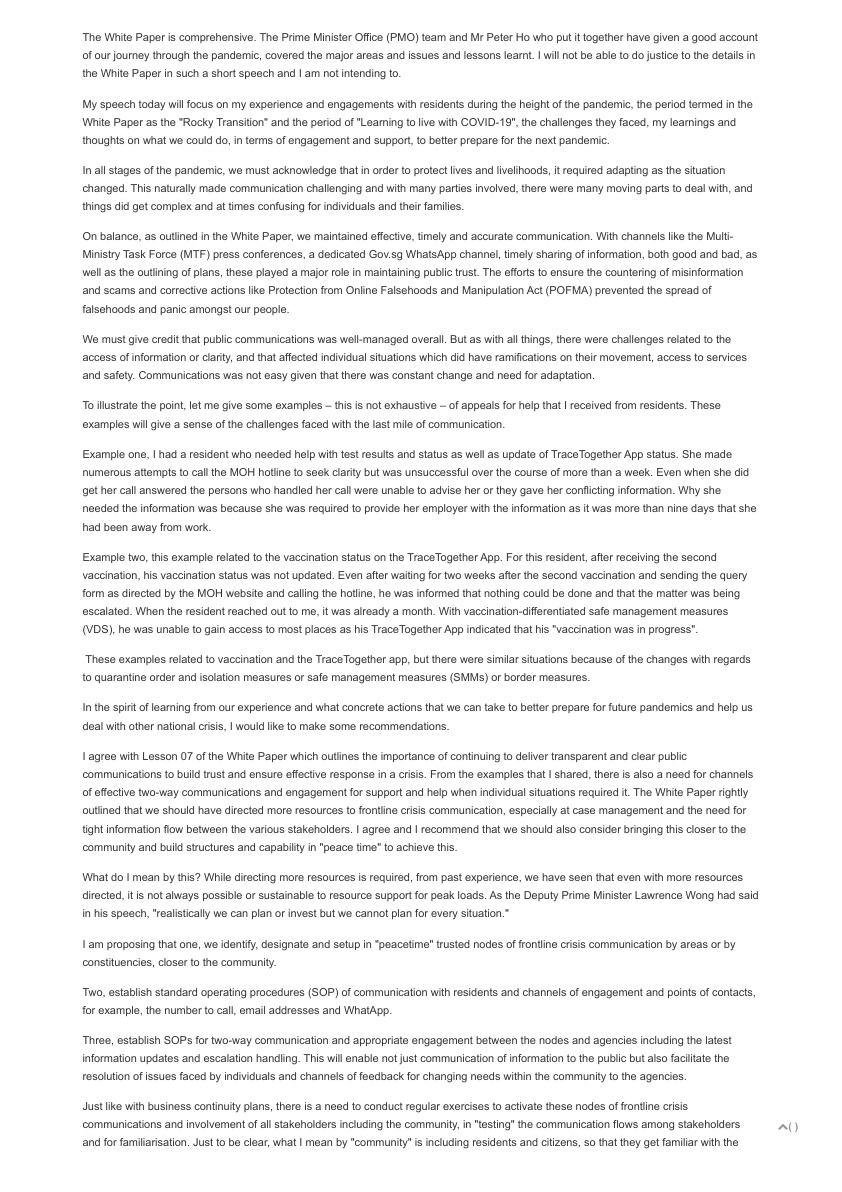 The White Paper is comprehensive. The Prime Minister Office (PMO) team and Mr Peter Ho who put it together have given a good account
of our journey through the pandemic, covered the major areas and issues and lessons learnt. I will not be able to do justice to the details in
the White Paper in such a short speech and I am not intending to.
My speech today will focus on my experience and engagements with residents during the height of the pandemic, the period termed in the
White Paper as the "Rocky Transition" and the period of "Learning to live with COVID-19", the challenges they faced, my learnings and
thoughts on what we could do, in terms of engagement and support, to better prepare for the next pandemic.
In all stages of the pandemic, we must acknowledge that in order to protect lives and livelihoods, it required adapting as the situation
changed. This naturally made communication challenging and with many parties involved, there were many moving parts to deal with, and
things did get complex and at times confusing for individuals and their families.
On balance, as outlined in the White Paper, we maintained effective, timely and accurate communication. With channels like the Multi-
Ministry Task Force (MTF) press conferences, a dedicated Gov.sg WhatsApp channel, timely sharing of information, both good and bad, as
well as the outlining of plans, these played a major role in maintaining public trust. The efforts to ensure the countering of misinformation
and scams and corrective actions like Protection from Online Falsehoods and Manipulation Act (POFMA) prevented the spread of
falsehoods and panic amongst our people.
We must give credit that public communications was well-managed overall. But as with all things, there were challenges related to the
access of information or clarity, and that affected individual situations which did have ramifications on their movement, access to services
and safety. Communications was not easy given that there was constant change and need for adaptation.
To illustrate the point, let me give some examples – this is not exhaustive – of appeals for help that I received from residents. These
examples will give a sense of the challenges faced with the last mile of communication.
Example one, I had a resident who needed help with test results and status as well as update of TraceTogether App status. She made
numerous attempts to call the MOH hotline to seek clarity but was unsuccessful over the course of more than a week. Even when she did
get her call answered the persons who handled her call were unable to advise her or they gave her conflicting information. Why she
needed the information was because she was required to provide her employer with the information as it was more than nine days that she
had been away from work.
Example two, this example related to the vaccination status on the TraceTogether App. For this resident, after receiving the second
vaccination, his vaccination status was not updated. Even after waiting for two weeks after the second vaccination and sending the query
form as directed by the MOH website and calling the hotline, he was informed that nothing could be done and that the matter was being
escalated. When the resident reached out to me, it was already a month. With vaccination-differentiated safe management measures
(VDS), he was unable to gain access to most places as his TraceTogether App indicated that his "vaccination was in progress".
These examples related to vaccination and the TraceTogether app, but there were similar situations because of the changes with regards
to quarantine order and isolation measures or safe management measures (SMMs) or border measures.
In the spirit of learning from our experience and what concrete actions that we can take to better prepare for future pandemics and help us
deal with other national crisis, I would like to make some recommendations.
I agree with Lesson 07 of the White Paper which outlines the importance of continuing to deliver transparent and clear public
communications to build trust and ensure effective response in a crisis. From the examples that I shared, there is also a need for channels
of effective two-way communications and engagement for support and help when individual situations required it. The White Paper rightly
outlined that we should have directed more resources to frontline crisis communication, especially at case management and the need for
tight information flow between the various stakeholders. I agree and I recommend that we should also consider bringing this closer to the
community and build structures and capability in "peace time" to achieve this.
What do I mean by this? While directing more resources is required, from past experience, we have seen that even with more resources
directed, it is not always possible or sustainable to resource support for peak loads. As the Deputy Prime Minister Lawrence Wong had said
in his speech, "realistically we can plan or invest but we cannot plan for every situation."
I am proposing that one, we identify, designate and setup in "peacetime" trusted nodes of frontline crisis communication by areas or by
constituencies, closer to the community.
Two, establish standard operating procedures (SOP) of communication with residents and channels of engagement and points of contacts,
for example, the number to call, email addresses and WhatApp.
Three, establish SOPs for two-way communication and appropriate engagement between the nodes and agencies including the latest
information updates and escalation handling. This will enable not just communication of information to the public but also facilitate the
resolution of issues faced by individuals and channels of feedback for changing needs within the community to the agencies.
Just like with business continuity plans, there is a need to conduct regular exercises to activate these nodes of frontline crisis
communications and involvement of all stakeholders including the community, in "testing" the communication flows among stakeholders
and for familiarisation. Just to be clear, what I mean by "community" is including residents and citizens, so that they get familiar with the
( )